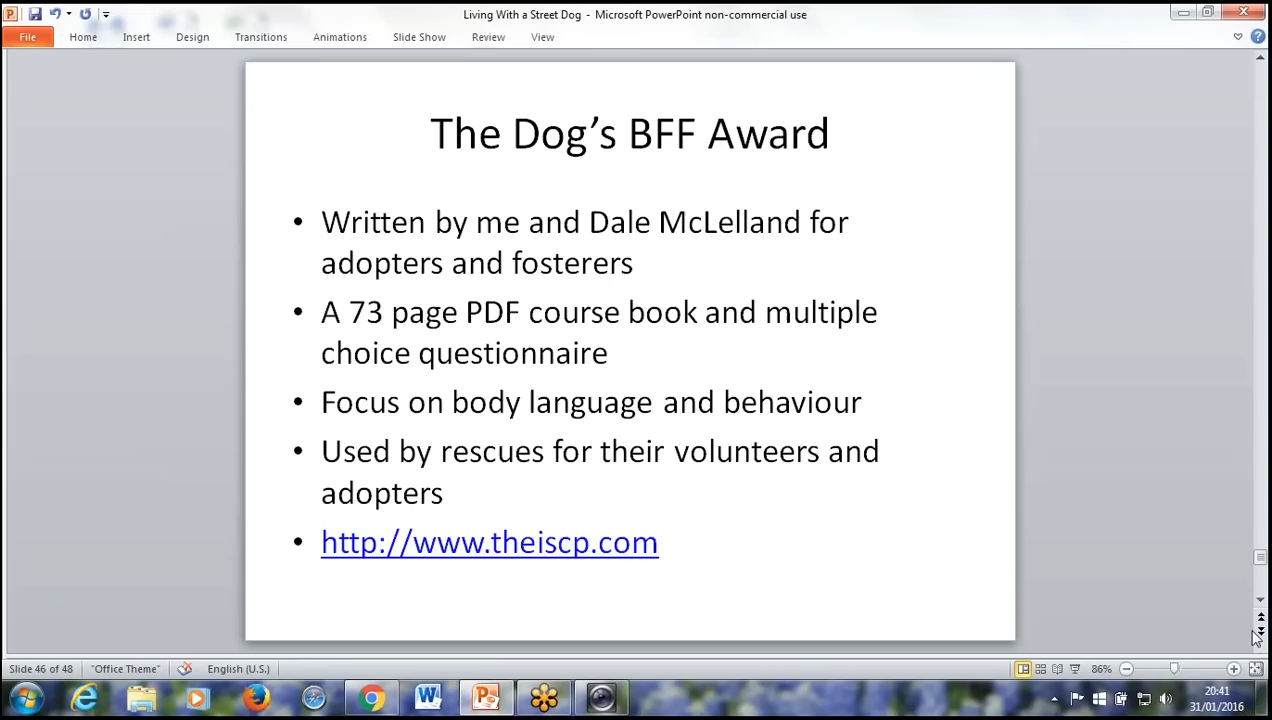 Living With a Street Dog - Microsoft PowerPoint non-commercial use
File Home Insert Design Transitions Animations Slide Show Review View
The Dog's BFF Award
• Written by me and Dale McLelland for
adopters and fosterers
• A 73 page PDF course book and multiple
choice questionnaire
• Focus on body language and behaviour
• Used by rescues for their volunteers and
adopters
• http://www.theiscp.com
Slide 46 of 48 "Office Theme" English (U.S.) 86%
20:41
31/01/2016